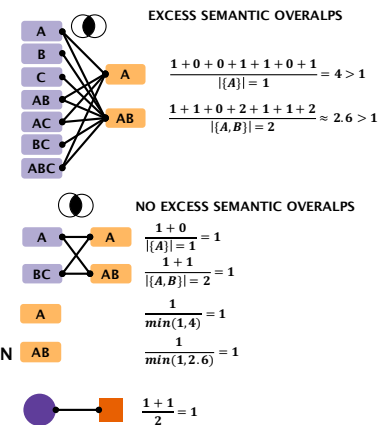 EXCESS SEMANTIC OVERALPS
A
B
C
AB
AC
BC
ABC
A
AB
1+0+0+1+1+0+1
|{A}|=1
=4>1
1+1+0+2+1+1+2
|{A,B}|=2
≈2.6>1
NO EXCESS SEMANTIC OVERALPS
A
BC
A
AB
1+0
|{A}|=1
=1
1+1
|{A,B}|=2
=1
A
1
min(1,4)
=1
N
AB
1
min(1,2.6)
=1
1+1
2
=1